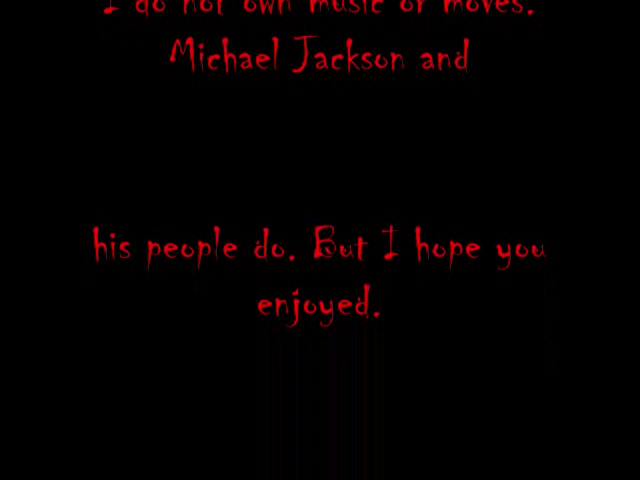 I do not own music or moves.
Michael Jackson and
his people do. But I hope you
enjoyed.